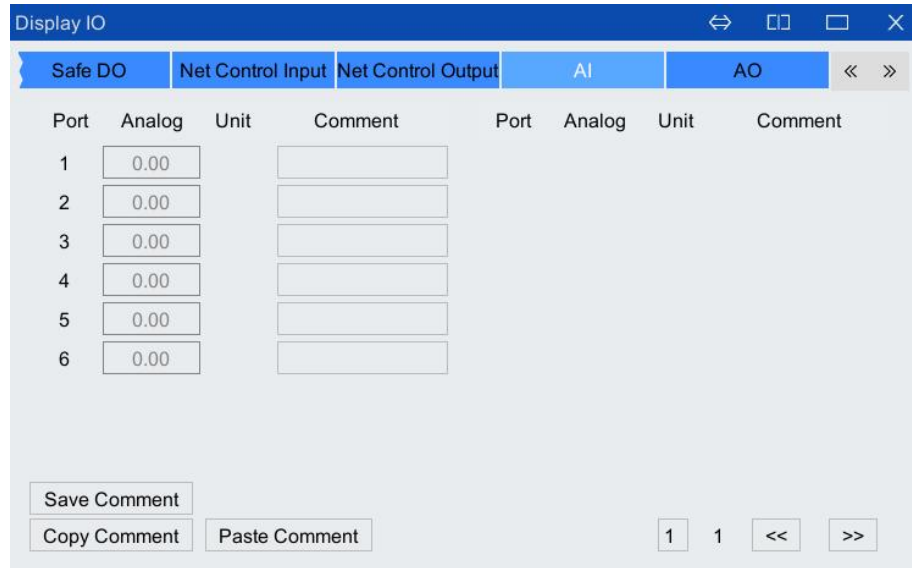 Display IO
Safe DO Net Control Input Net Control Output AI AO « »
Port Analog Unit Comment Port Analog Unit Comment
1 0.00
2 0.00
3 0.00
4 0.00
5 0.00
6 0.00
Save Comment
Copy Comment Paste Comment 1 1 << >>